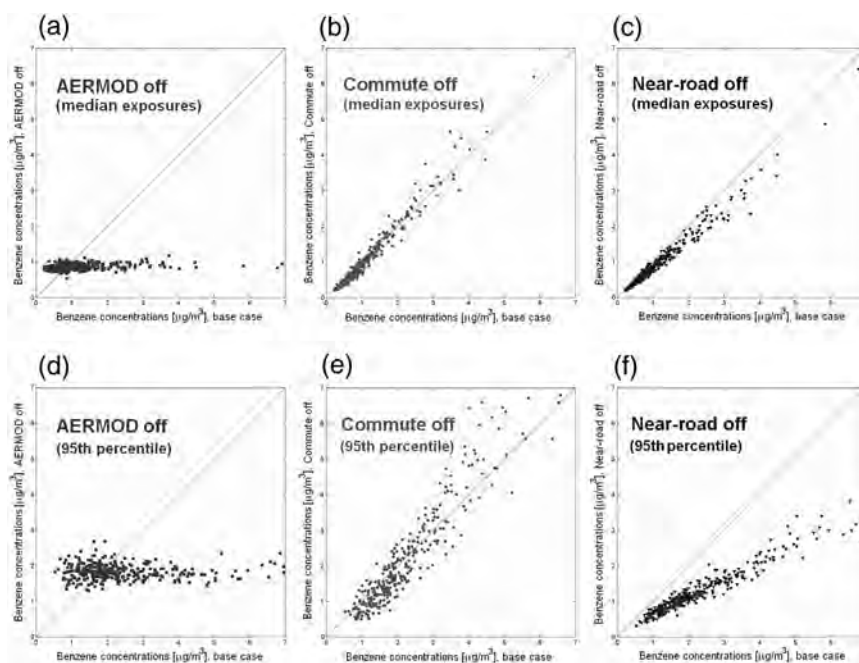 (a)
AERMOD off
(median exposures)
Benzene concentrations [μg/m³], AERMOD off
Benzene concentrations [μg/m³], base case
(b)
Commute off
(median exposures)
Benzene concentrations [μg/m³], Commute off
Benzene concentrations [μg/m³], base case
(c)
Near-road off
(median exposures)
Benzene concentrations [μg/m³], Near-road off
Benzene concentrations [μg/m³], base case
(d)
AERMOD off
(95th percentile)
Benzene concentrations [μg/m³], AERMOD off
Benzene concentrations [μg/m³], base case
(e)
Commute off
(95th percentile)
Benzene concentrations [μg/m³], Commute off
Benzene concentrations [μg/m³], base case
(f)
Near-road off
(95th percentile)
Benzene concentrations [μg/m³], Near-road off
Benzene concentrations [μg/m³], base case